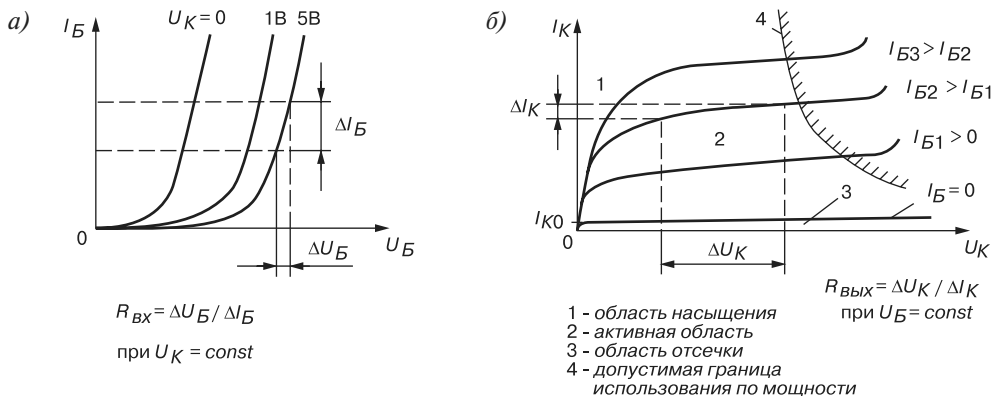 а)
I_Б
U_К = 0
1В
5В
ΔI_Б
0
U_Б
ΔU_Б
R_вх = ΔU_Б / ΔI_Б
при U_К = const
б)
I_К
4
I_Б3 > I_Б2
1
I_Б2 > I_Б1
ΔI_К
2
I_Б1 > 0
3
I_Б = 0
I_К0
0
ΔU_К
U_К
R_вых = ΔU_К / ΔI_К
при U_Б = const
1 - область насыщения
2 - активная область
3 - область отсечки
4 - допустимая граница
использования по мощности